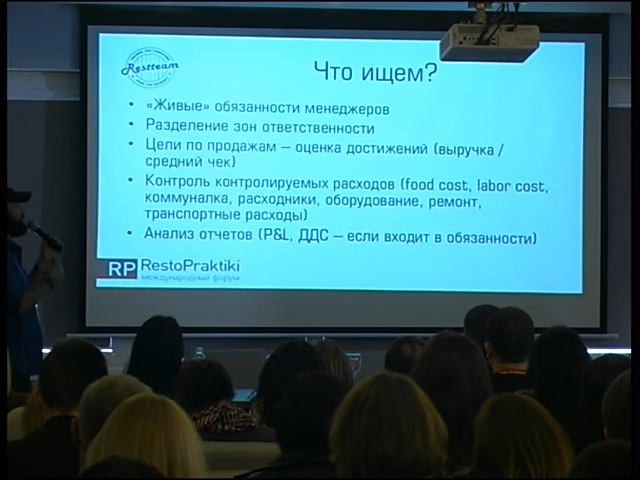 Restteam
Что ищем?
• «Живые» обязанности менеджеров
• Разделение зон ответственности
• Цели по продажам – оценка достижений (выручка /
средний чек)
• Контроль контролируемых расходов (food cost, labor cost,
коммуналка, расходники, оборудование, ремонт,
транспортные расходы)
• Анализ отчетов (P&L, ДДС – если входит в обязанности)
RP RestoPraktiki
международный форум